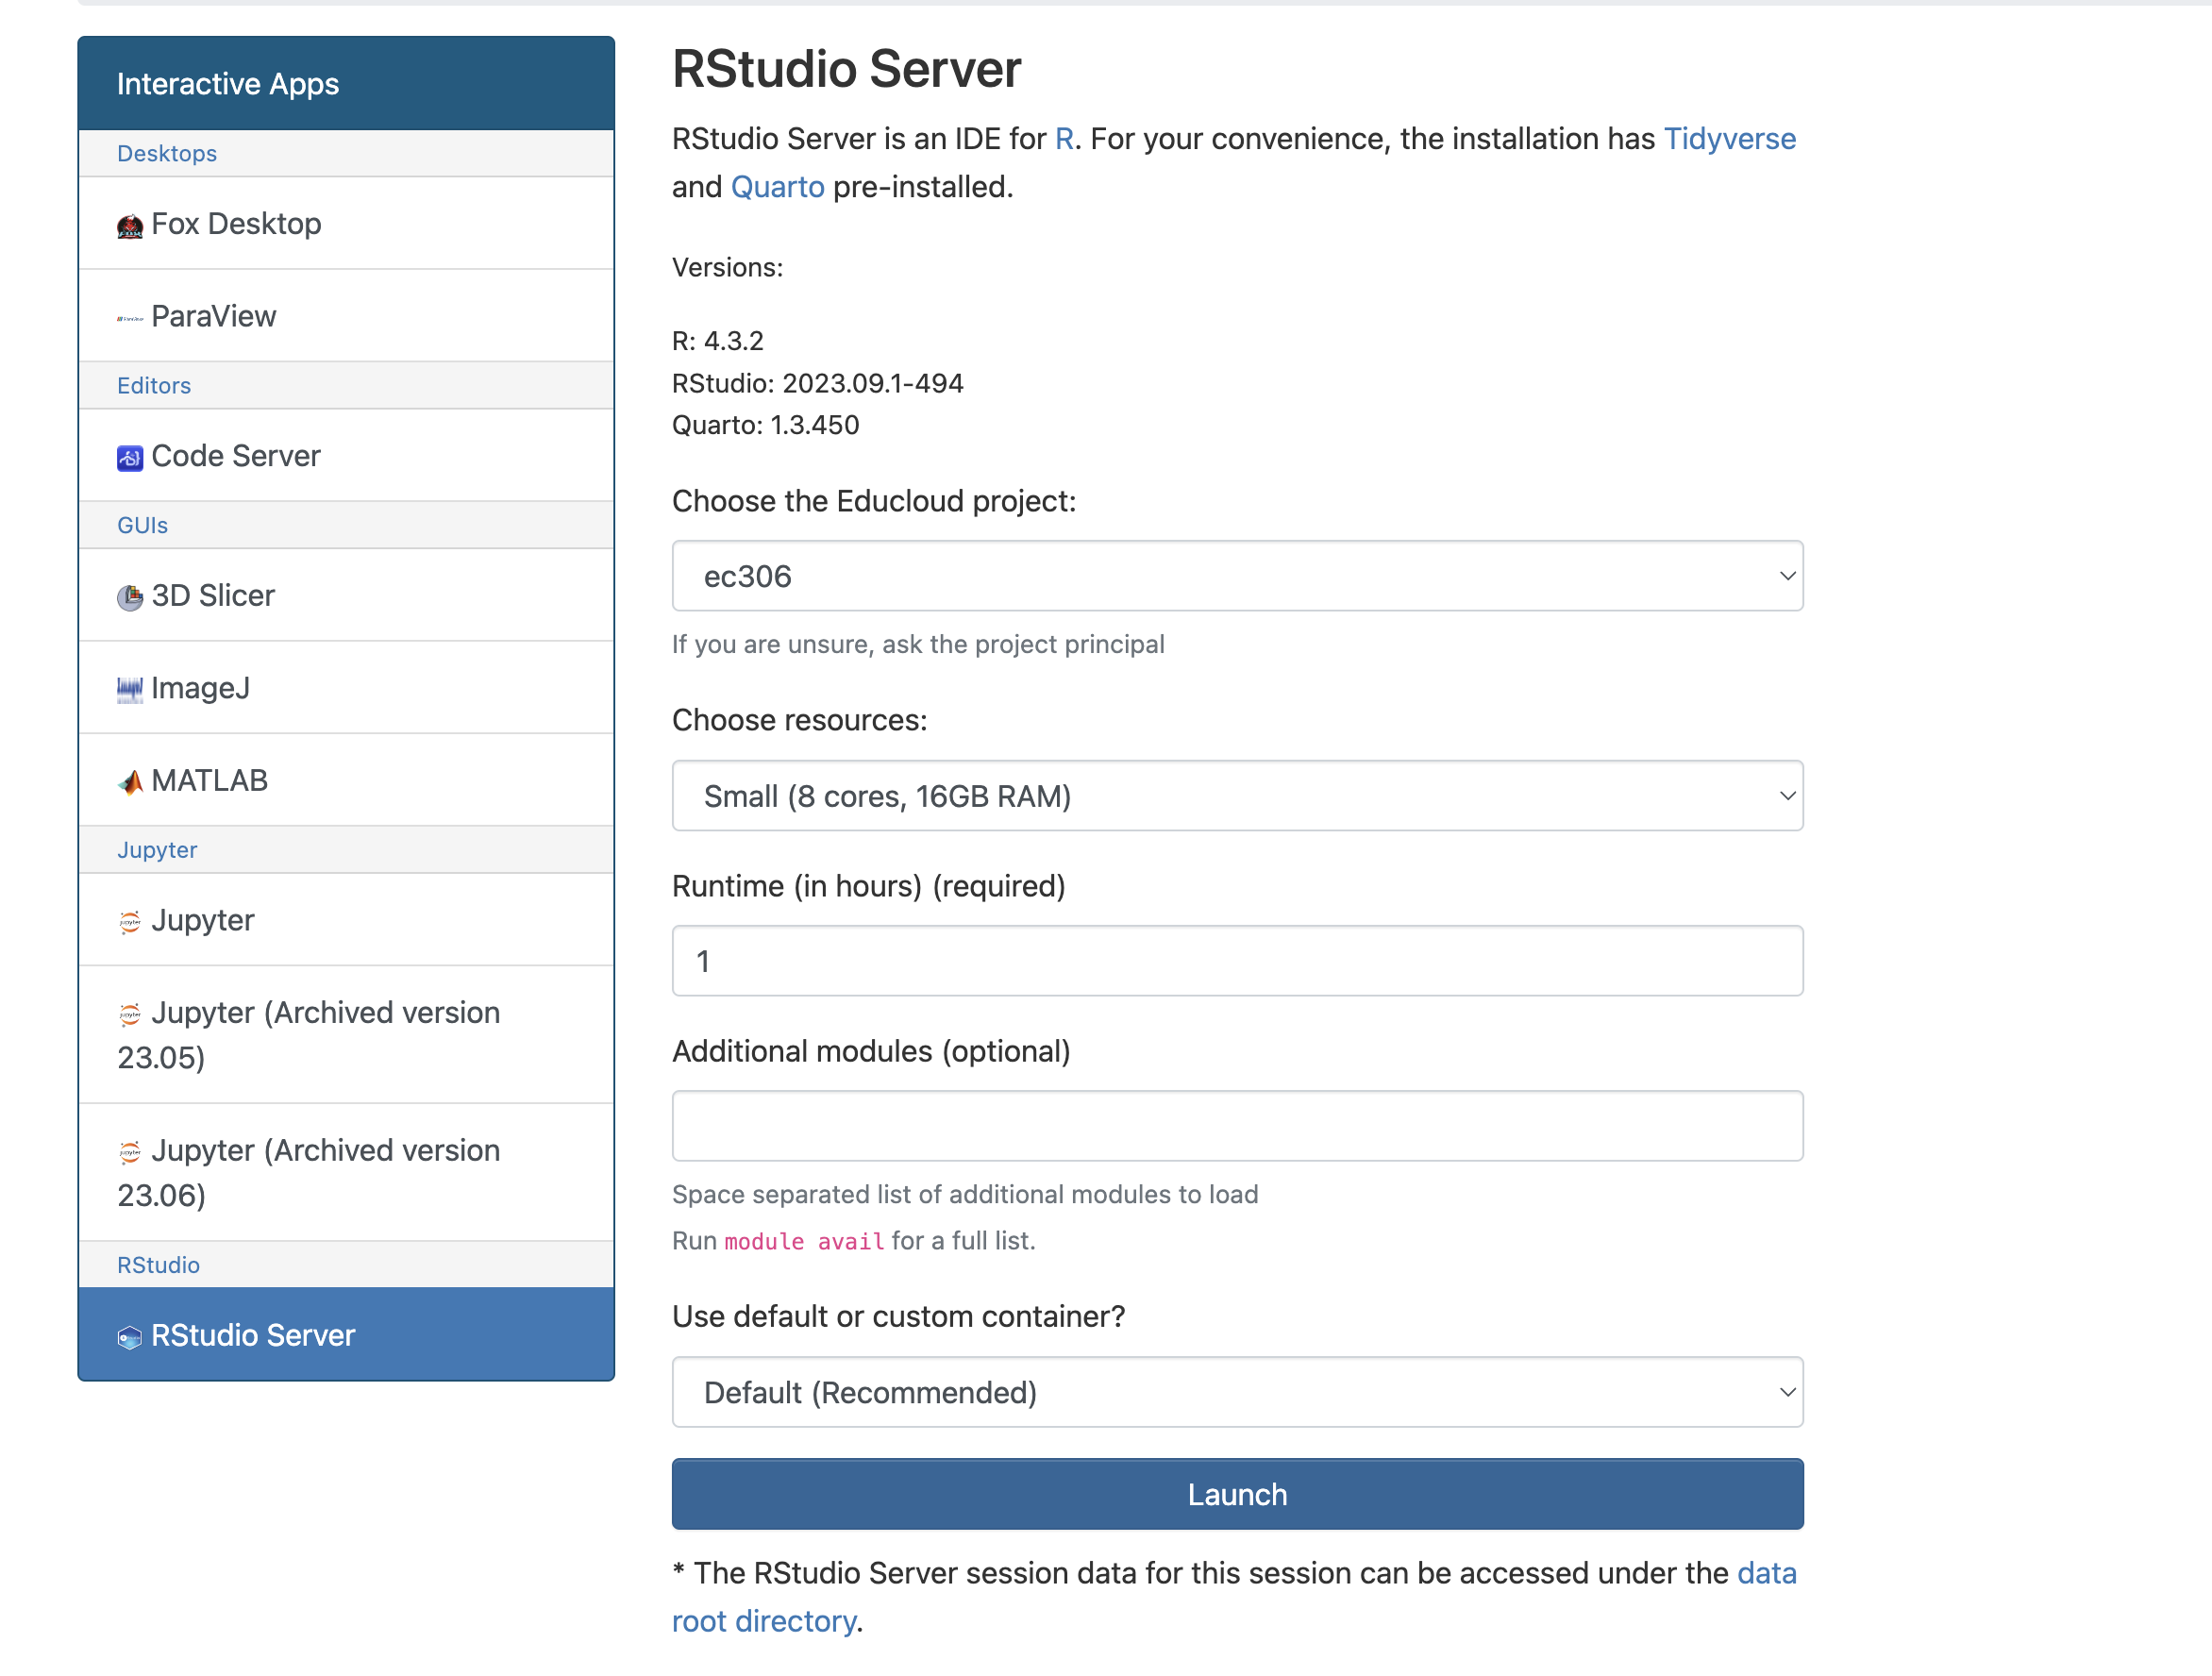 Interactive Apps
Desktops
Fox Desktop
ParaView
Editors
Code Server
GUIs
3D Slicer
ImageJ
MATLAB
Jupyter
Jupyter
Jupyter (Archived version
23.05)
Jupyter (Archived version
23.06)
RStudio
RStudio Server
RStudio Server
RStudio Server is an IDE for R. For your convenience, the installation has Tidyverse
and Quarto pre-installed.
Versions:
R: 4.3.2
RStudio: 2023.09.1-494
Quarto: 1.3.450
Choose the Educloud project:
ec306
If you are unsure, ask the project principal
Choose resources:
Small (8 cores, 16GB RAM)
Runtime (in hours) (required)
1
Additional modules (optional)
Space separated list of additional modules to load
Run module avail for a full list.
Use default or custom container?
Default (Recommended)
Launch
* The RStudio Server session data for this session can be accessed under the data
root directory.